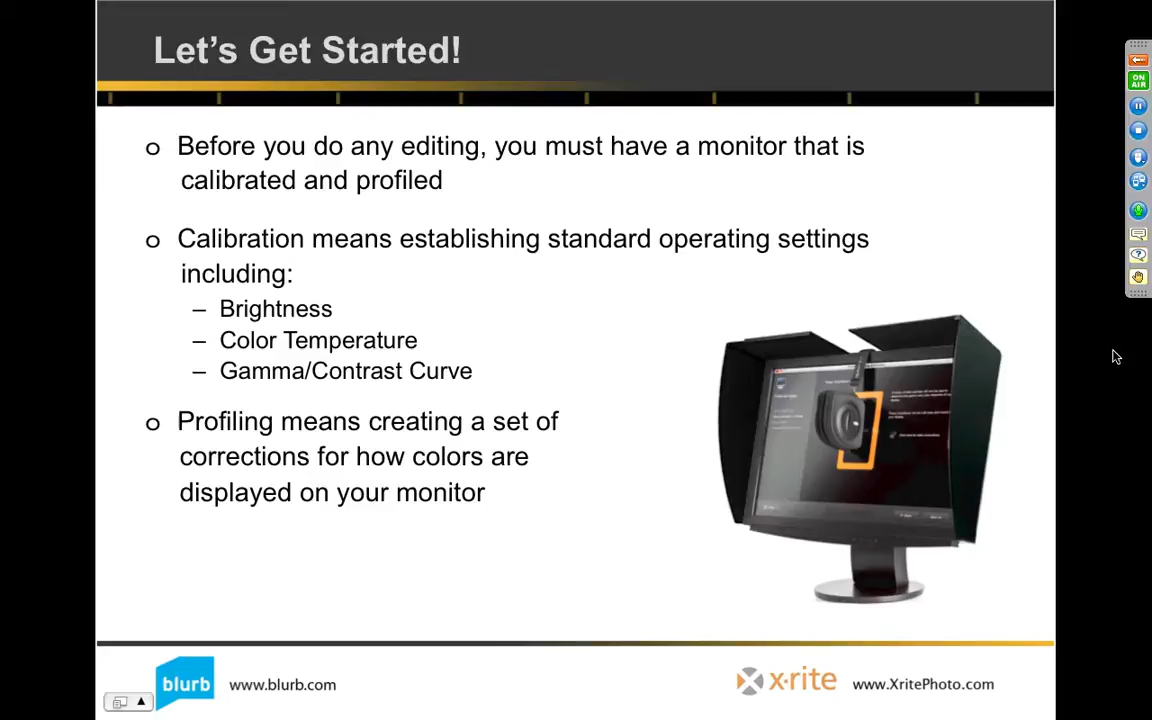 Let's Get Started!
ON
AIR
o Before you do any editing, you must have a monitor that is
calibrated and profiled
o Calibration means establishing standard operating settings
including:
– Brightness
– Color Temperature
– Gamma/Contrast Curve
o Profiling means creating a set of
corrections for how colors are
displayed on your monitor
blurb www.blurb.com
x·rite www.XritePhoto.com